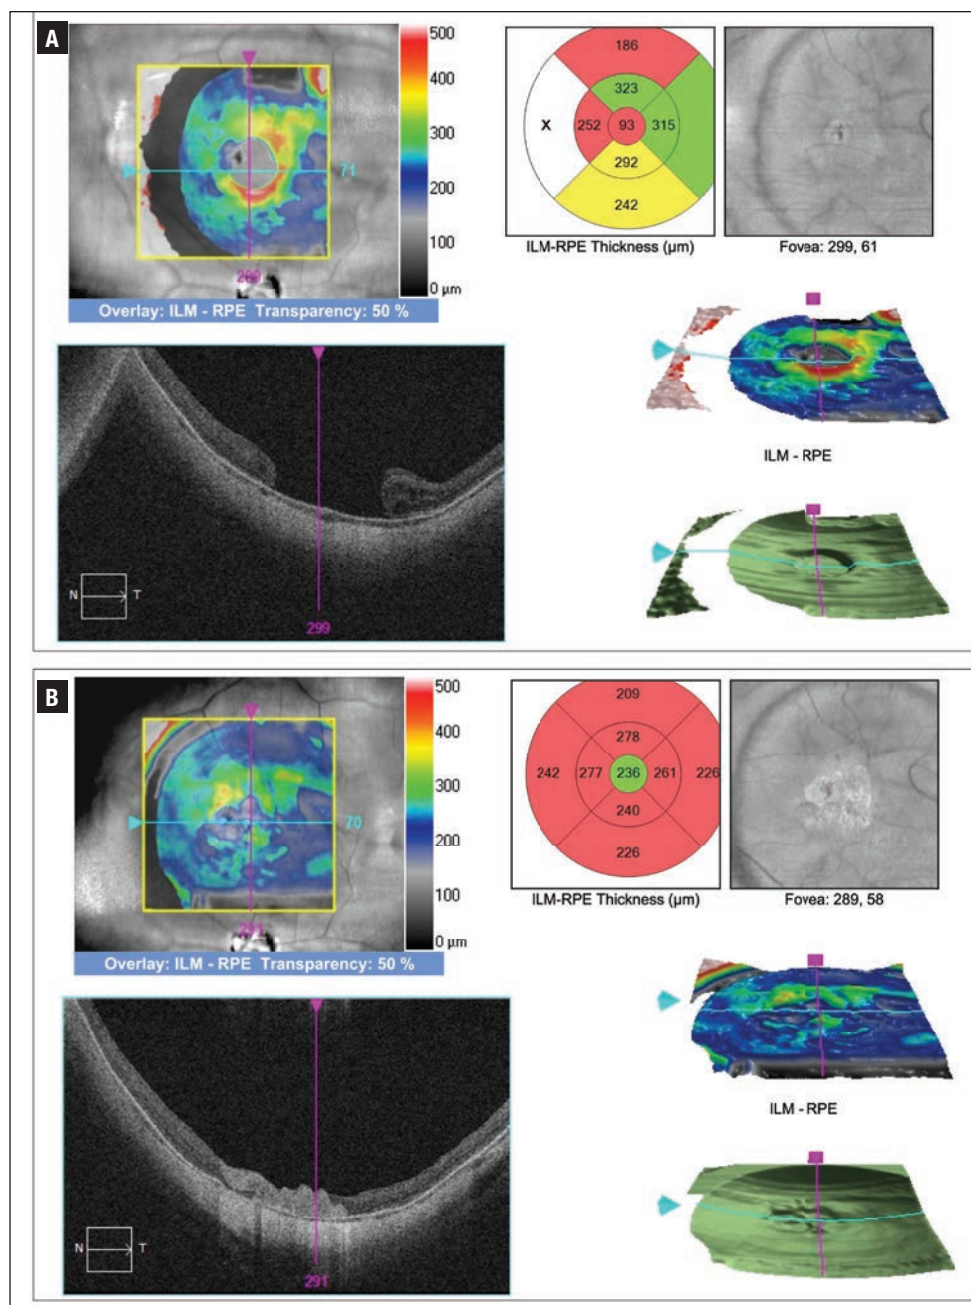 A
500
400
300
200
100
0 µm
71
299
Overlay: ILM - RPE Transparency: 50 %
186
323
X
252
93
315
292
242
ILM-RPE Thickness (µm)
Fovea: 299, 61
ILM - RPE
N
T
299
B
500
400
300
200
100
0 µm
70
291
Overlay: ILM - RPE Transparency: 50 %
209
278
242
277
236
261
226
240
226
ILM-RPE Thickness (µm)
Fovea: 289, 58
ILM - RPE
N
T
291